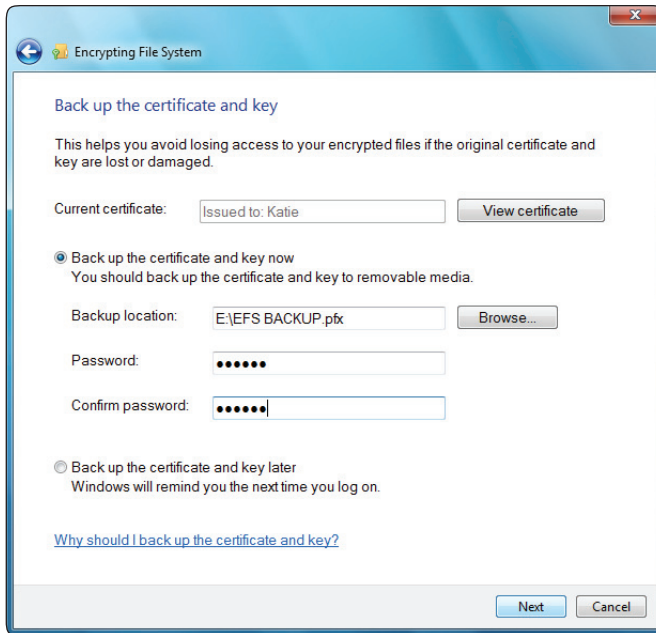 x
Encrypting File System
Back up the certificate and key
This helps you avoid losing access to your encrypted files if the original certificate and
key are lost or damaged.
Current certificate: Issued to: Katie View certificate
Back up the certificate and key now
You should back up the certificate and key to removable media.
Backup location: E:\EFS BACKUP.pfx Browse...
Password: ●●●●●●
Confirm password: ●●●●●●
Back up the certificate and key later
Windows will remind you the next time you log on.
Why should I back up the certificate and key?
Next Cancel